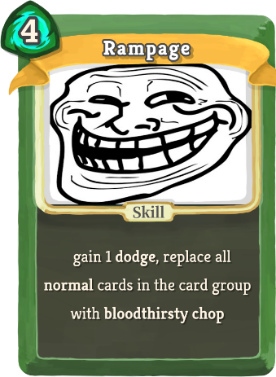 4
Rampage
Skill
gain 1 dodge, replace all
normal cards in the card group
with bloodthirsty chop